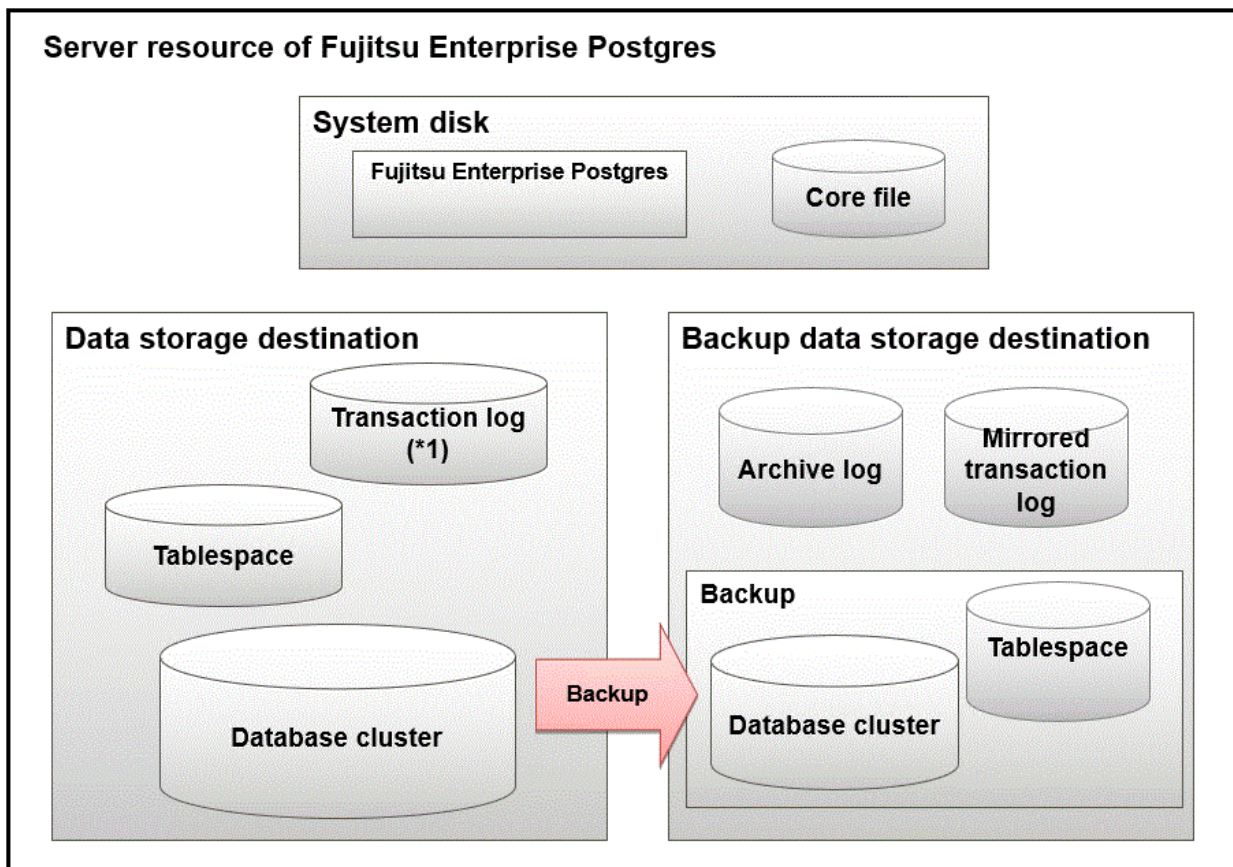 Server resource of Fujitsu Enterprise Postgres
System disk
Fujitsu Enterprise Postgres
Core file
Data storage destination
Transaction log
(*1)
Tablespace
Database cluster
Backup
Backup data storage destination
Archive log
Mirrored
transaction
log
Backup
Tablespace
Database cluster